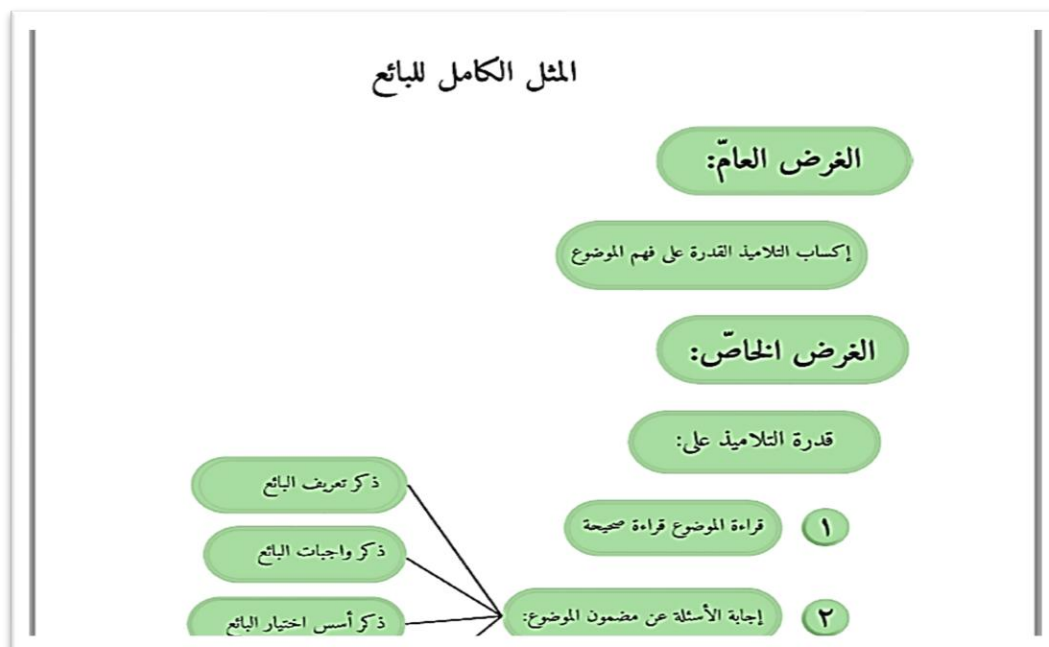 المثل الكامل للبائع
الغرض العامّ:
إكساب التلاميذ القدرة على فهم الموضوع
الغرض الخاصّ:
قدرة التلاميذ على:
١ قراءة الموضوع قراءة صحيحة
٢ إجابة الأسئلة عن مضمون الموضوع:
ذكر تعريف البائع
ذكر واجبات البائع
ذكر أسس اختيار البائع